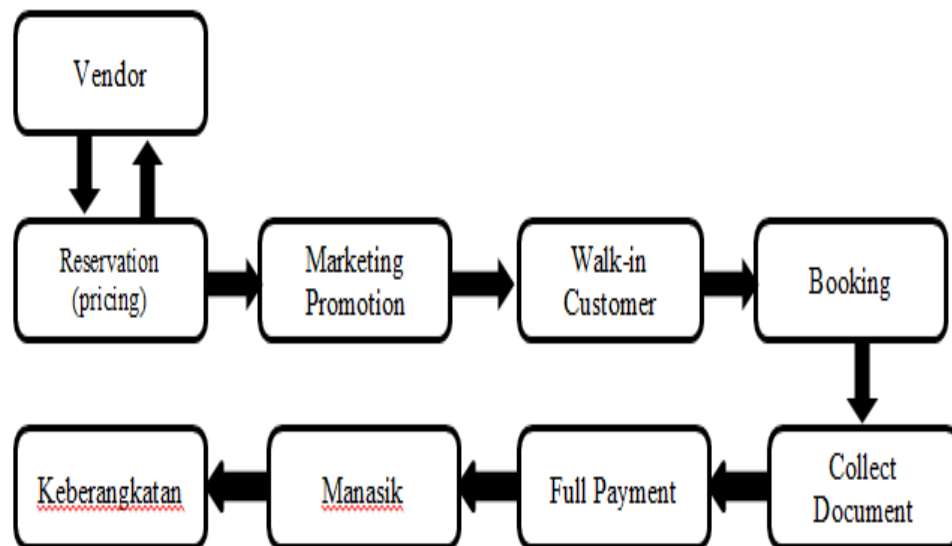 Vendor
Reservation
(pricing)
Marketing
Promotion
Walk-in
Customer
Booking
Collect
Document
Full Payment
Manasik
Keberangkatan